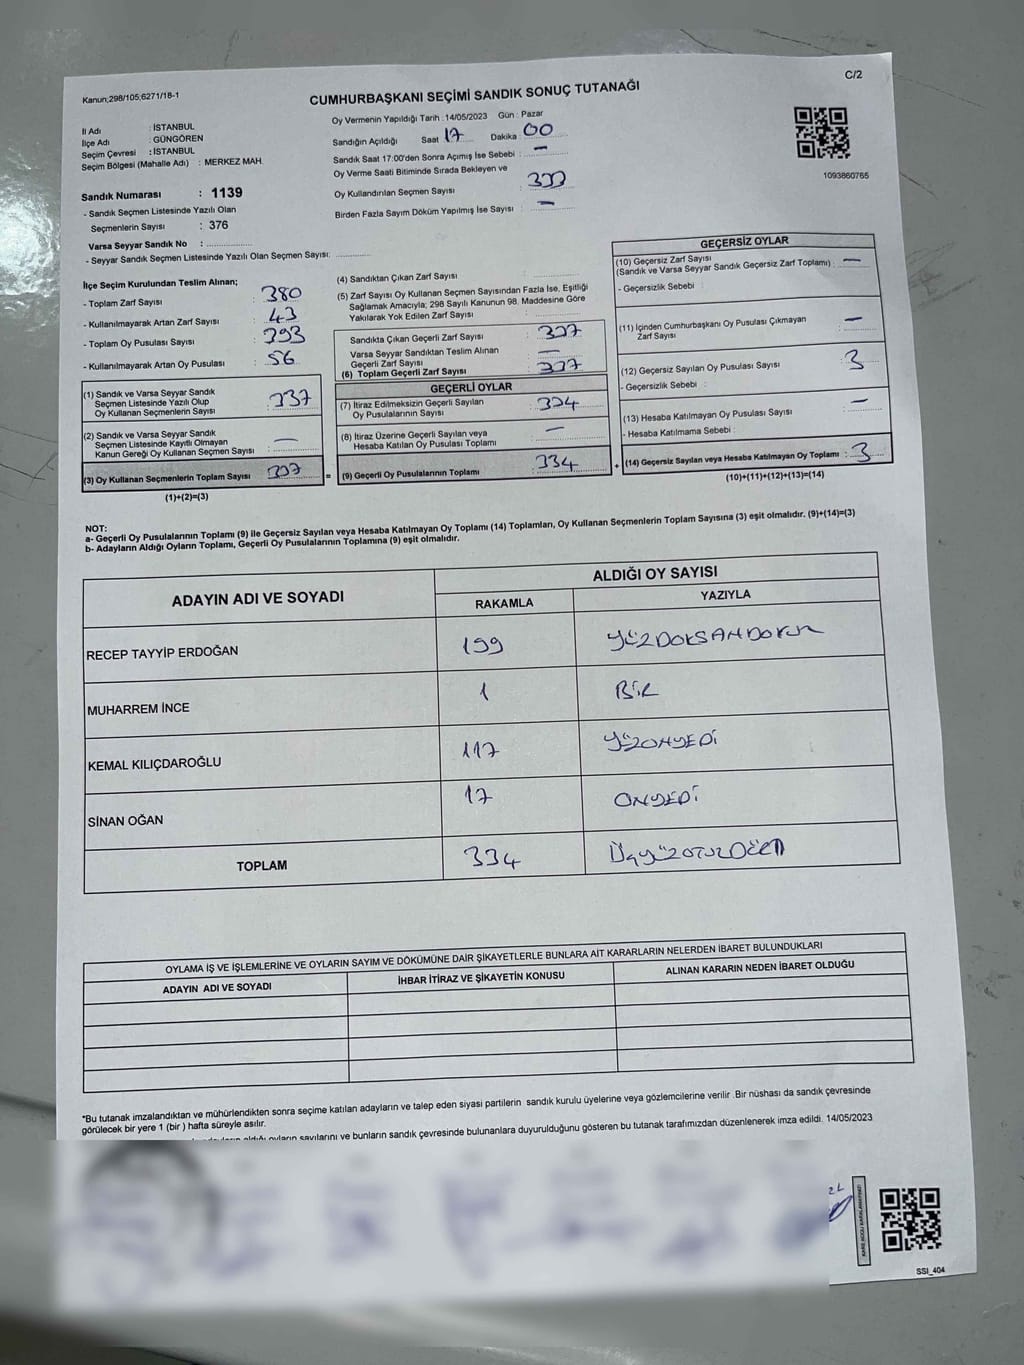 Kanun;298/105;6271/18-1
C/2
CUMHURBAŞKANI SEÇİMİ SANDIK SONUÇ TUTANAĞI
İl Adı : İSTANBUL
İlçe Adı : GÜNGÖREN
Seçim Çevresi : İSTANBUL
Seçim Bölgesi (Mahalle Adı) : MERKEZ MAH.
Sandık Numarası : 1139
- Sandık Seçmen Listesinde Yazılı Olan
Seçmenlerin Sayısı : 376
Varsa Seyyar Sandık No :
- Seyyar Sandık Seçmen Listesinde Yazılı Olan Seçmen Sayısı:
Oy Vermenin Yapıldığı Tarih : 14/05/2023 Gün : Pazar
Sandığın Açıldığı Saat 17 Dakika 00
Sandık Saat 17:00'den Sonra Açımış İse Sebebi : —
Oy Verme Saati Bitiminde Sırada Bekleyen ve
Oy Kullandırılan Seçmen Sayısı :
Birden Fazla Sayım Döküm Yapılmış İse Sayısı : —
1093860765
İlçe Seçim Kurulundan Teslim Alınan;
- Toplam Zarf Sayısı : 380
- Kullanılmayarak Artan Zarf Sayısı : 43
- Toplam Oy Pusulası Sayısı : 393
- Kullanılmayarak Artan Oy Pusulası : 56
(1) Sandık ve Varsa Seyyar Sandık
Seçmen Listesinde Yazılı Olup
Oy Kullanan Seçmenlerin Sayısı : 337
(2) Sandık ve Varsa Seyyar Sandık
Seçmen Listesinde Kayıtlı Olmayan
Kanun Gereği Oy Kullanan Seçmen Sayısı : —
(3) Oy Kullanan Seçmenlerin Toplam Sayısı : 337
(1)+(2)=(3)
(4) Sandıktan Çıkan Zarf Sayısı :
(5) Zarf Sayısı Oy Kullanan Seçmen Sayısından Fazla İse, Eşitliği
Sağlamak Amacıyla; 298 Sayılı Kanunun 98. Maddesine Göre
Yakılarak Yok Edilen Zarf Sayısı :
Sandıkta Çıkan Geçerli Zarf Sayısı : 337
Varsa Seyyar Sandıktan Teslim Alınan
Geçerli Zarf Sayısı : —
(6) Toplam Geçerli Zarf Sayısı : 337
GEÇERLİ OYLAR
(7) İtiraz Edilmeksizin Geçerli Sayılan
Oy Pusulalarının Sayısı : 334
(8) İtiraz Üzerine Geçerli Sayılan veya
Hesaba Katılan Oy Pusulası Toplamı : —
= (9) Geçerli Oy Pusulalarının Toplamı : 334
GEÇERSİZ OYLAR
(10) Geçersiz Zarf Sayısı
(Sandık ve Varsa Seyyar Sandık Geçersiz Zarf Toplamı) : —
- Geçersizlik Sebebi :
(11) İçinden Cumhurbaşkanı Oy Pusulası Çıkmayan
Zarf Sayısı : —
(12) Geçersiz Sayılan Oy Pusulası Sayısı : 3
- Geçersizlik Sebebi :
(13) Hesaba Katılmayan Oy Pusulası Sayısı : —
- Hesaba Katılmama Sebebi :
+ (14) Geçersiz Sayılan veya Hesaba Katılmayan Oy Toplamı : 3
(10)+(11)+(12)+(13)=(14)
NOT:
a- Geçerli Oy Pusulalarının Toplamı (9) ile Geçersiz Sayılan veya Hesaba Katılmayan Oy Toplamı (14) Toplamları, Oy Kullanan Seçmenlerin Toplam Sayısına (3) eşit olmalıdır. (9)+(14)=(3)
b- Adayların Aldığı Oyların Toplamı, Geçerli Oy Pusulalarının Toplamına (9) eşit olmalıdır.
ADAYIN ADI VE SOYADI
ALDIĞI OY SAYISI
RAKAMLA YAZIYLA
RECEP TAYYİP ERDOĞAN 199 YÜZDOKSANDOKUZ
MUHARREM İNCE 1 BİR
KEMAL KILIÇDAROĞLU 117 YÜZONYEDİ
SİNAN OĞAN 17 ONYEDİ
TOPLAM 334 ÜÇYÜZOTUZDÖRT
OYLAMA İŞ VE İŞLEMLERİNE VE OYLARIN SAYIM VE DÖKÜMÜNE DAİR ŞİKAYETLERLE BUNLARA AİT KARARLARIN NELERDEN İBARET BULUNDUKLARI
ADAYIN ADI VE SOYADI İHBAR İTİRAZ VE ŞİKAYETİN KONUSU ALINAN KARARIN NEDEN İBARET OLDUĞU
*Bu tutanak imzalandıktan ve mühürlendikten sonra seçime katılan adayların ve talep eden siyasi partilerin sandık kurulu üyelerine veya gözlemcilerine verilir. Bir nüshası da sandık çevresinde
görülecek bir yere 1 (bir) hafta süreyle asılır.
oyların sayılarını ve bunların sandık çevresinde bulunanlara duyurulduğunu gösteren bu tutanak tarafımızdan düzenlenerek imza edildi. 14/05/2023
SSI_404